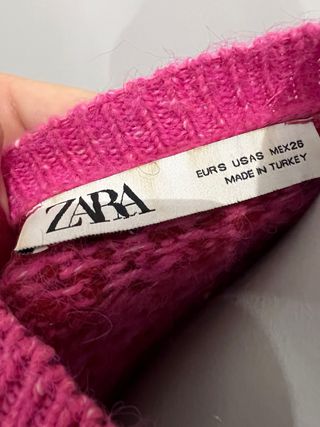 ZARA
EUR S USA S MEX 26
MADE IN TURKEY